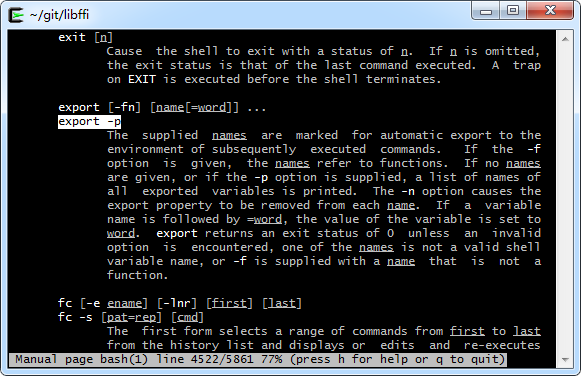 ~/git/libffi
exit [n]
Cause the shell to exit with a status of n. If n is omitted,
the exit status is that of the last command executed. A trap
on EXIT is executed before the shell terminates.
export [-fn] [name[=word]] ...
export -p
The supplied names are marked for automatic export to the
environment of subsequently executed commands. If the -f
option is given, the names refer to functions. If no names
are given, or if the -p option is supplied, a list of names of
all exported variables is printed. The -n option causes the
export property to be removed from each name. If a variable
name is followed by =word, the value of the variable is set to
word. export returns an exit status of 0 unless an invalid
option is encountered, one of the names is not a valid shell
variable name, or -f is supplied with a name that is not a
function.
fc [-e ename] [-lnr] [first] [last]
fc -s [pat=rep] [cmd]
The first form selects a range of commands from first to last
from the history list and displays or edits and re-executes
Manual page bash(1) line 4522/5861 77% (press h for help or q to quit)